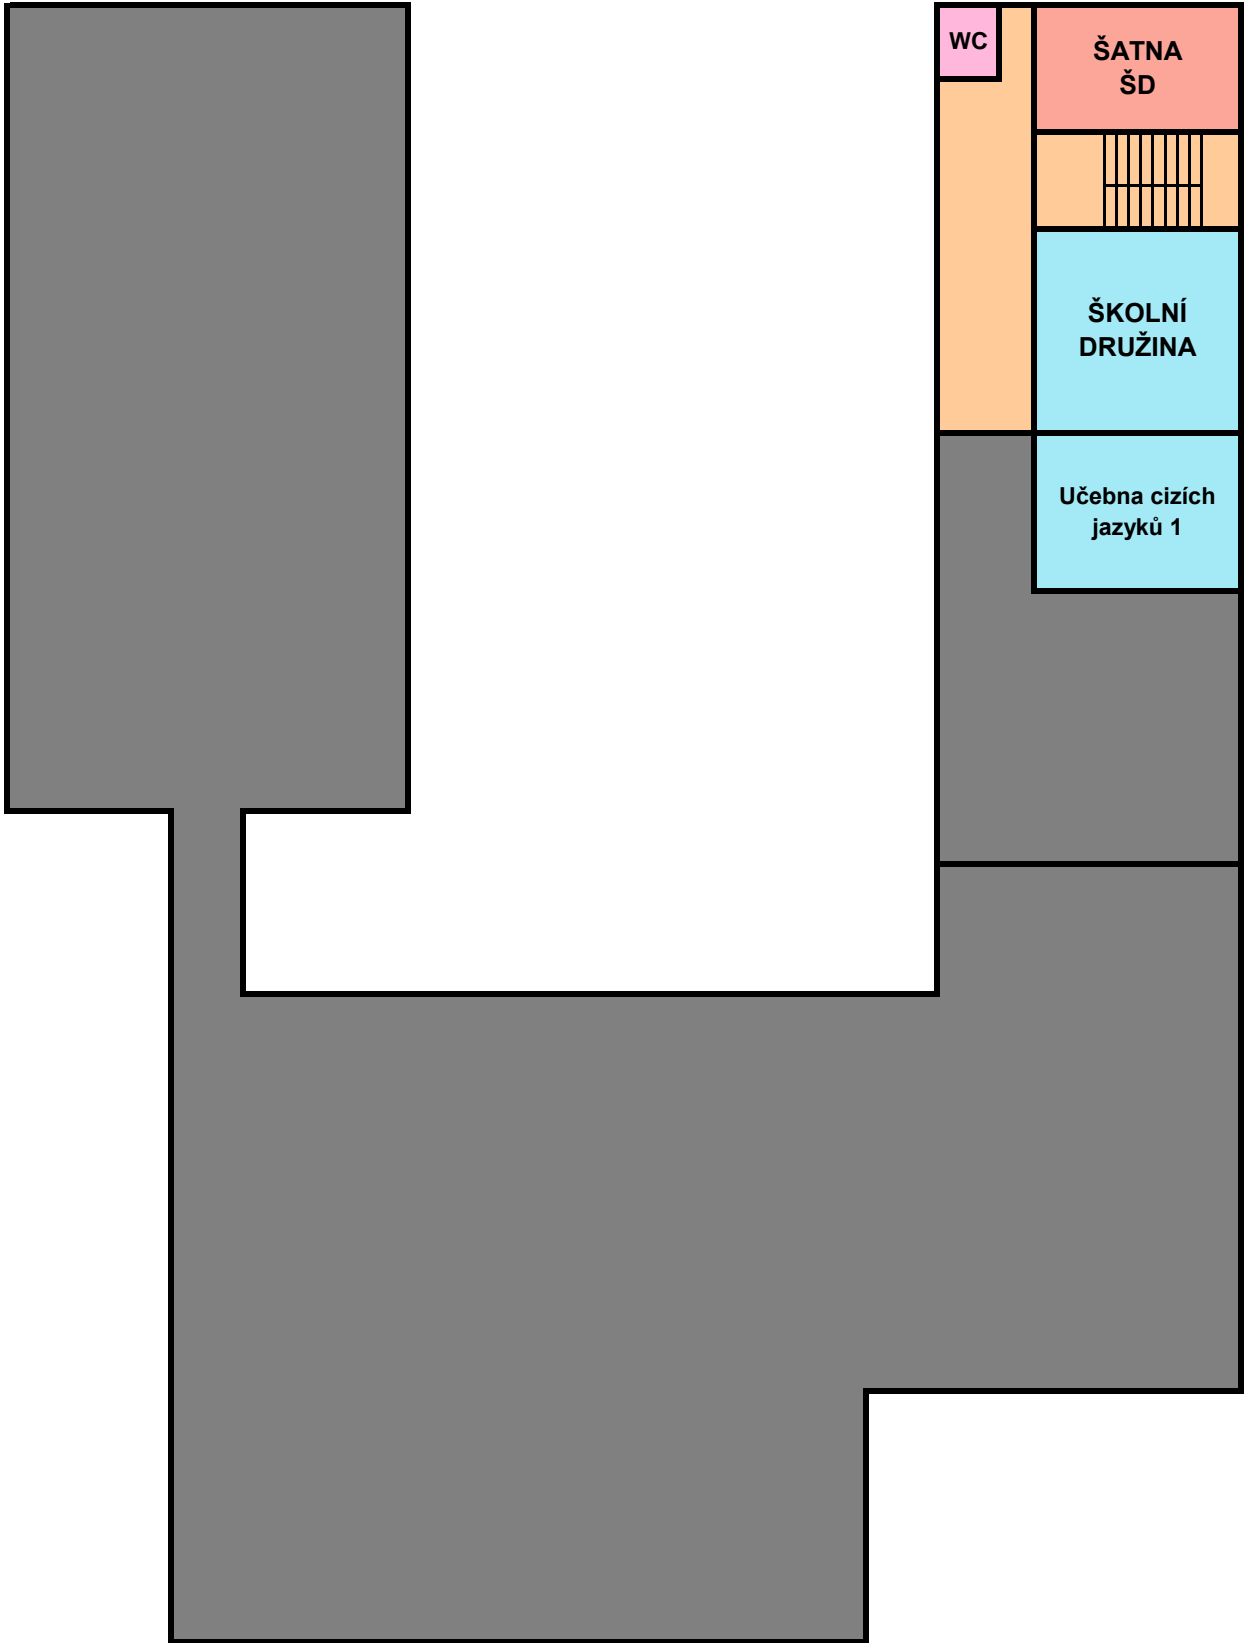 WC
ŠATNA
ŠD
ŠKOLNÍ
DRUŽINA
Učebna cizích
jazyků 1